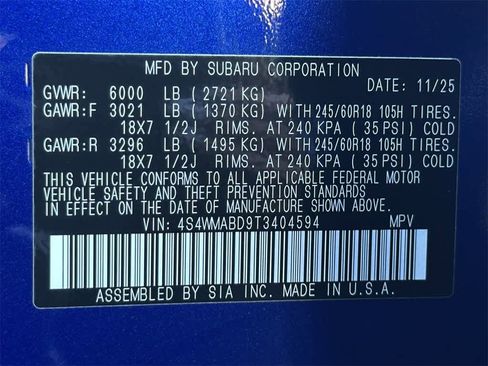 MFD BY SUBARU CORPORATION
DATE: 11/25
GVWR: 6000 LB ( 2721 KG)
GAWR:F 3021 LB ( 1370 KG) WITH 245/60R18 105H TIRES.
18X7 1/2J RIMS. AT 240 KPA ( 35 PSI) COLD
GAWR:R 3296 LB ( 1495 KG) WITH 245/60R18 105H TIRES.
18X7 1/2J RIMS. AT 240 KPA ( 35 PSI) COLD
THIS VEHICLE CONFORMS TO ALL APPLICABLE FEDERAL MOTOR
VEHICLE SAFETY AND THEFT PREVENTION STANDARDS
IN EFFECT ON THE DATE OF MANUFACTURE SHOWN ABOVE.
VIN: 4S4WMABD9T3404594 MPV
ASSEMBLED BY SIA INC. MADE IN U.S.A.